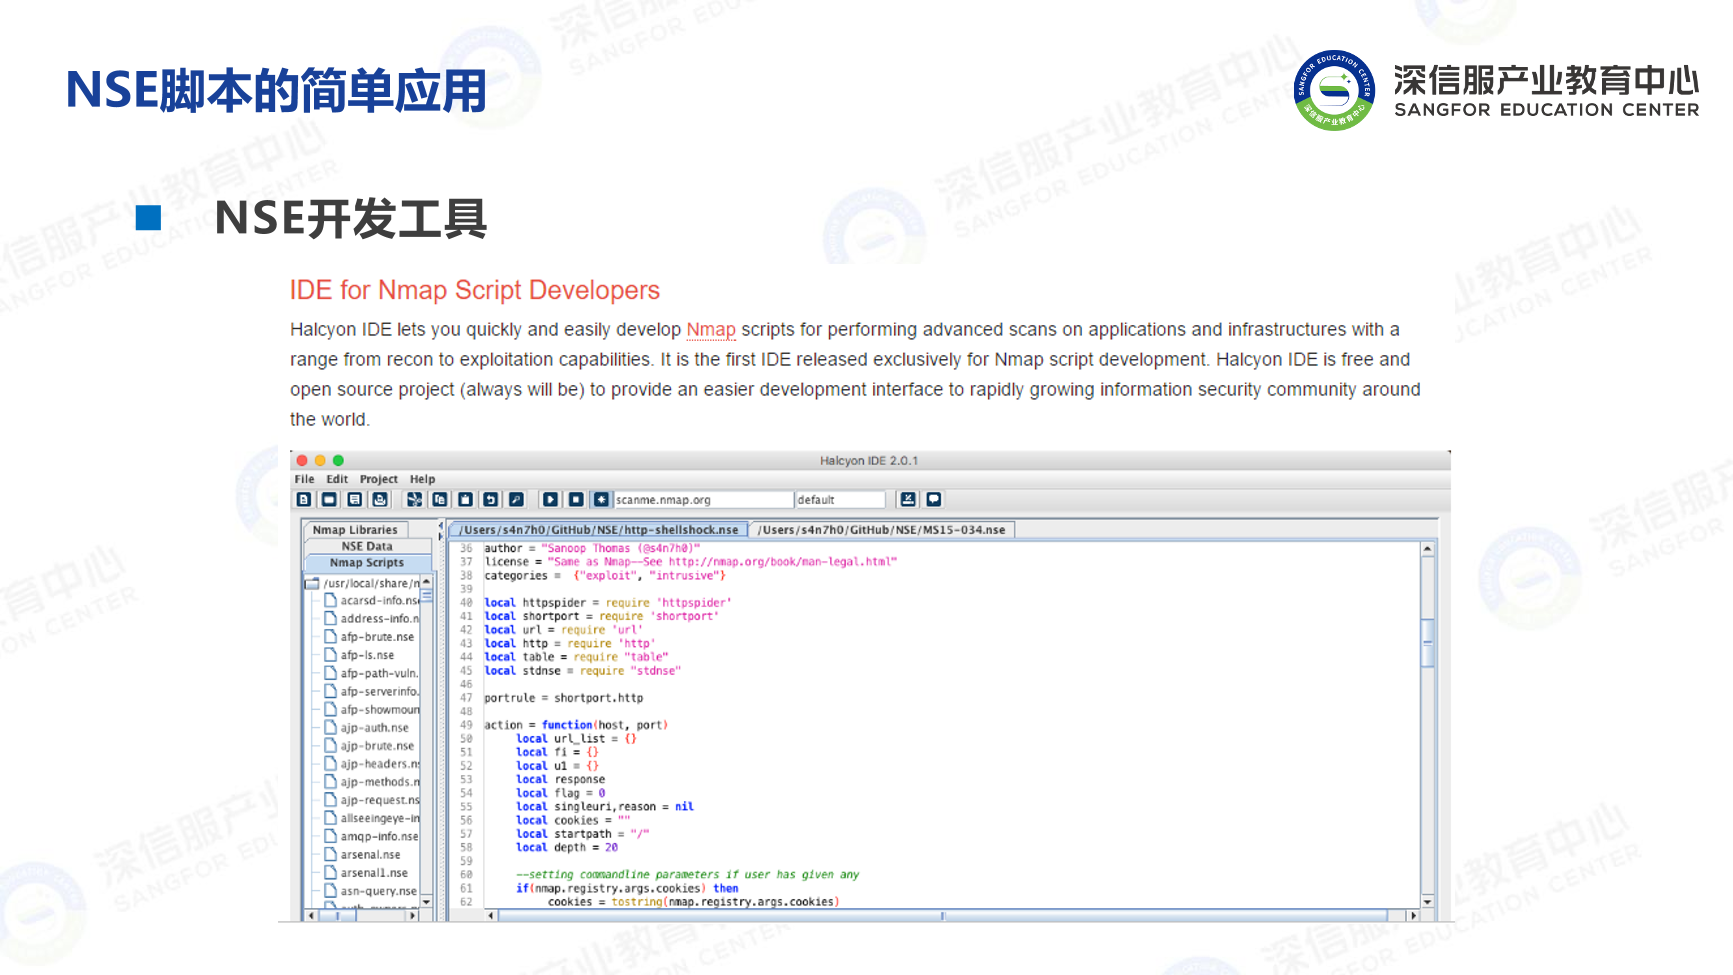 NSE脚本的简单应用
深信服产业教育中心
SANGFOR EDUCATION CENTER
NSE开发工具
IDE for Nmap Script Developers
Halcyon IDE lets you quickly and easily develop Nmap scripts for performing advanced scans on applications and infrastructures with a
range from recon to exploitation capabilities. It is the first IDE released exclusively for Nmap script development. Halcyon IDE is free and
open source project (always will be) to provide an easier development interface to rapidly growing information security community around
the world.
Halcyon IDE 2.0.1
File Edit Project Help
scanme.nmap.org default
Nmap Libraries
NSE Data
Nmap Scripts
/usr/local/share/n
acarsd-info.ns
address-info.n
afp-brute.nse
afp-ls.nse
afp-path-vuln.
afp-serverinfo.
afp-showmoun
ajp-auth.nse
ajp-brute.nse
ajp-headers.n
ajp-methods.n
ajp-request.ns
allseeingeye-in
amqp-info.nse
arsenal.nse
arsenal1.nse
asn-query.nse
/Users/s4n7h0/GitHub/NSE/http-shellshock.nse /Users/s4n7h0/GitHub/NSE/MS15-034.nse
36 author = "Sanoop Thomas (@s4n7h0)"
37 license = "Same as Nmap--See http://nmap.org/book/man-legal.html"
38 categories = {"exploit", "intrusive"}
39
40 local httpspider = require 'httpspider'
41 local shortport = require 'shortport'
42 local url = require 'url'
43 local http = require 'http'
44 local table = require "table"
45 local stdnse = require "stdnse"
46
47 portrule = shortport.http
48
49 action = function(host, port)
50 local url_list = {}
51 local fi = {}
52 local u1 = {}
53 local response
54 local flag = 0
55 local singleuri,reason = nil
56 local cookies = ""
57 local startpath = "/"
58 local depth = 20
59
60 --setting commandline parameters if user has given any
61 if(nmap.registry.args.cookies) then
62 cookies = tostring(nmap.registry.args.cookies)